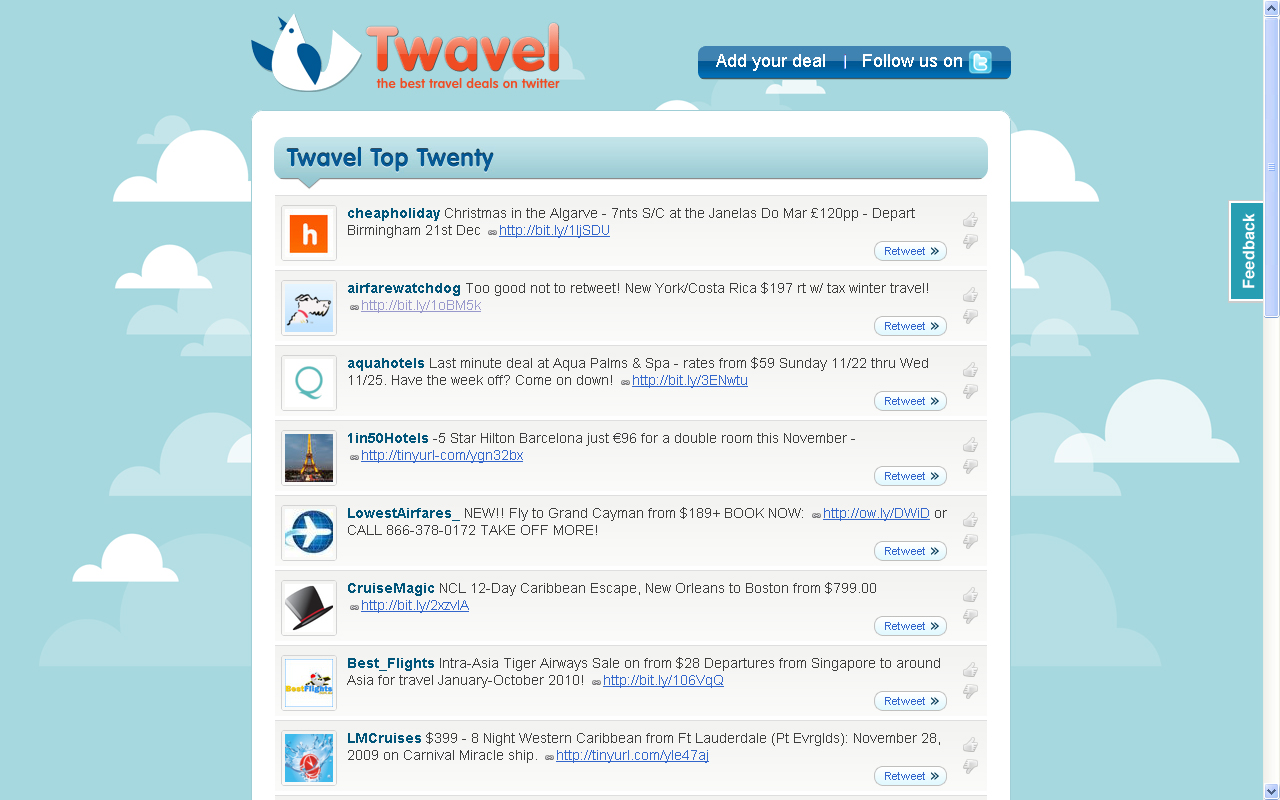 Twavel
the best travel deals on twitter
Add your deal | Follow us on
Twavel Top Twenty
h
cheapholiday Christmas in the Algarve - 7nts S/C at the Janelas Do Mar £120pp - Depart
Birmingham 21st Dec http://bit.ly/1IjSDU
Retweet »
airfarewatchdog Too good not to retweet! New York/Costa Rica $197 rt w/ tax winter travel!
http://bit.ly/1oBM5k
Retweet »
aquahotels Last minute deal at Aqua Palms & Spa - rates from $59 Sunday 11/22 thru Wed
11/25. Have the week off? Come on down! http://bit.ly/3ENwtu
Retweet »
1in50Hotels -5 Star Hilton Barcelona just €96 for a double room this November -
http://tinyurl-com/ygn32bx
Retweet »
LowestAirfares_ NEW!! Fly to Grand Cayman from $189+ BOOK NOW: http://ow.ly/DWiD or
CALL 866-378-0172 TAKE OFF MORE!
Retweet »
CruiseMagic NCL 12-Day Caribbean Escape, New Orleans to Boston from $799.00
http://bit.ly/2xzvlA
Retweet »
BestFlights
Best_Flights Intra-Asia Tiger Airways Sale on from $28 Departures from Singapore to around
Asia for travel January-October 2010! http://bit.ly/106VqQ
Retweet »
LMCruises $399 - 8 Night Western Caribbean from Ft Lauderdale (Pt Evrglds): November 28,
2009 on Carnival Miracle ship. http://tinyurl.com/yle47aj
Retweet »
Feedback